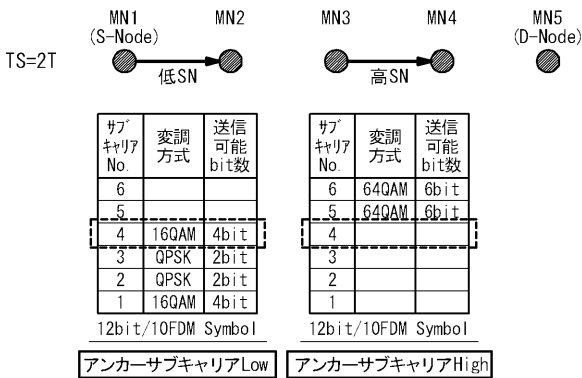 MN1 MN2 MN3 MN4 MN5
(S-Node) (D-Node)
TS=2T
低SN 高SN
サブキャリアNo. 変調方式 送信可能bit数
6
5
4 16QAM 4bit
3 QPSK 2bit
2 QPSK 2bit
1 16QAM 4bit
12bit/1OFDM Symbol
アンカーサブキャリアLow
サブキャリアNo. 変調方式 送信可能bit数
6 64QAM 6bit
5 64QAM 6bit
4
3
2
1
12bit/1OFDM Symbol
アンカーサブキャリアHigh